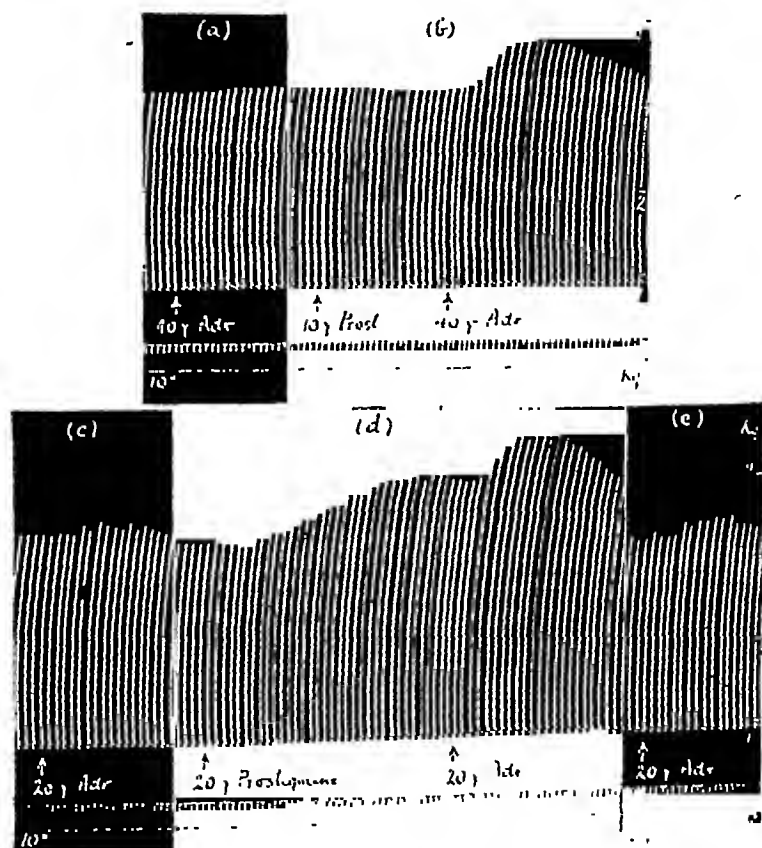 (a) (b)
40 γ Adr 10 γ Prost 40 γ Adr
10"
(c) (d) (e)
20 γ Adr 20 γ Prostigmine 20 γ Adr 20 γ Adr
10"